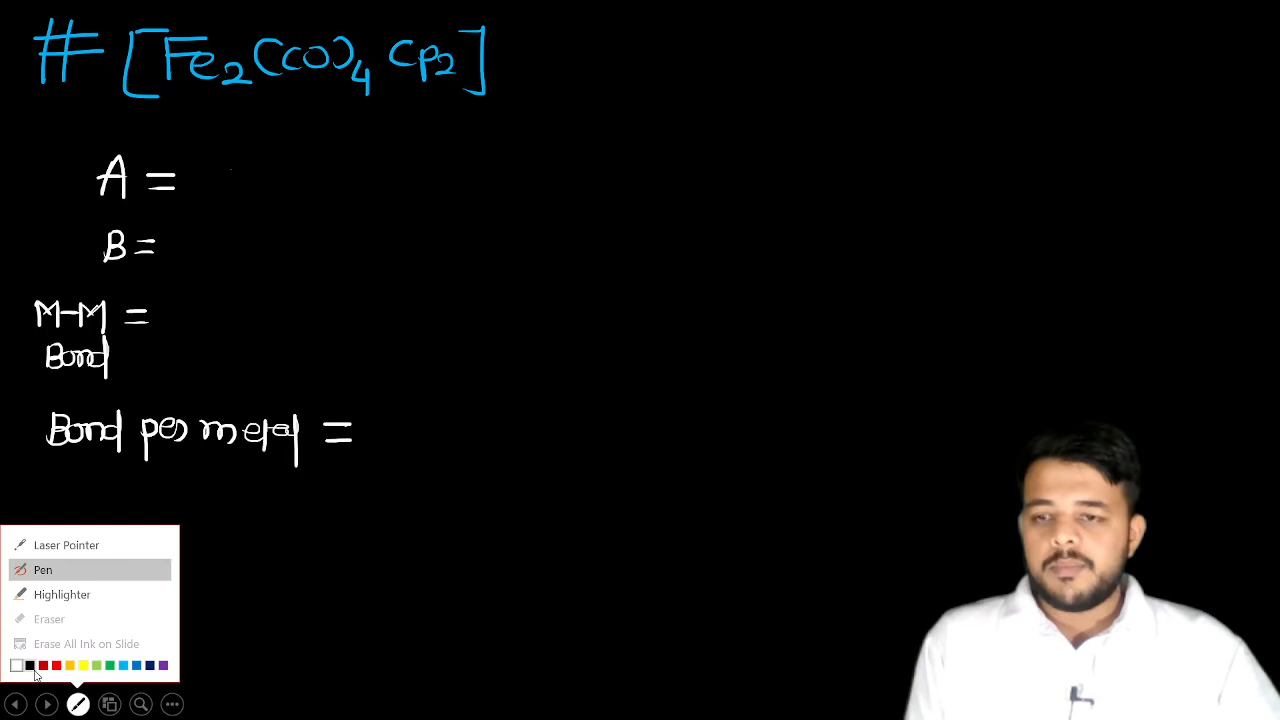 # [Fe2(CO)4 Cp2]
A =
B =
M-M =
Bond
Bond per metal =
Laser Pointer
Pen
Highlighter
Eraser
Erase All Ink on Slide